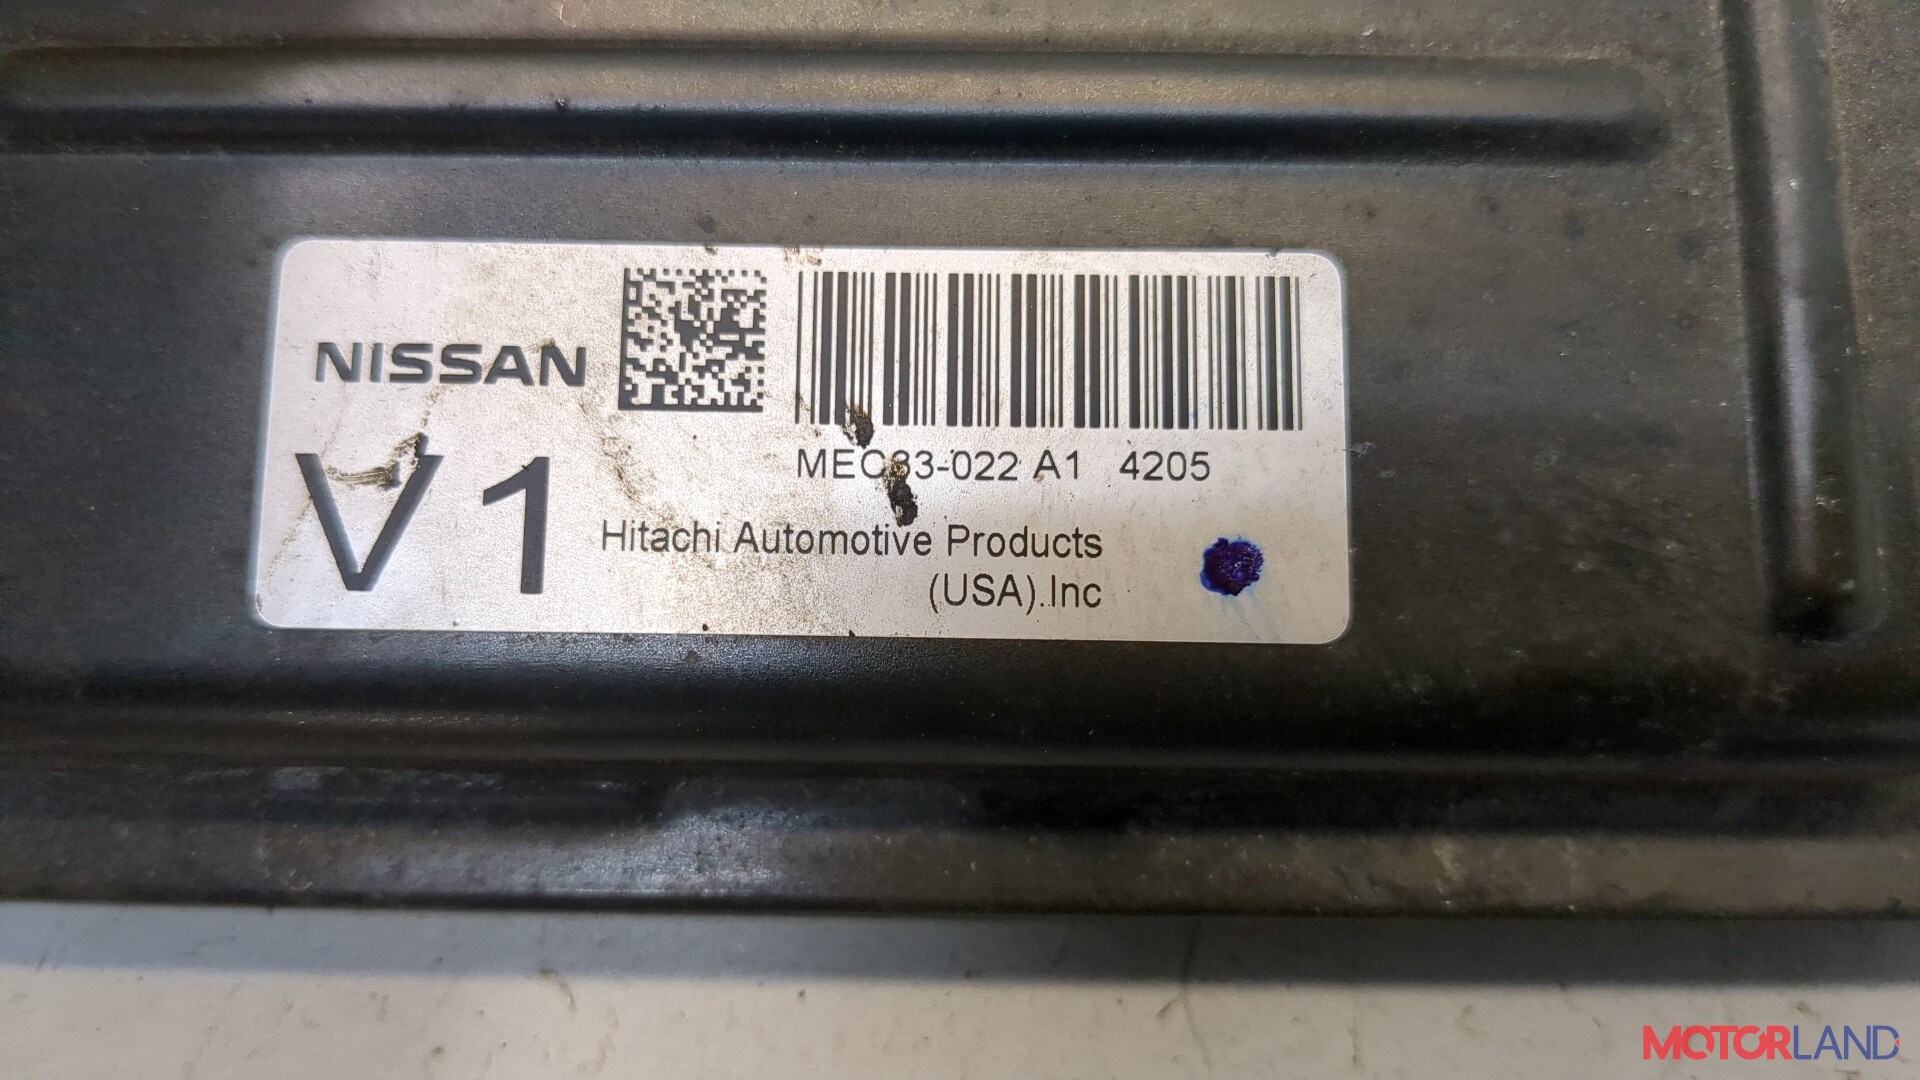 NISSAN
V1
MEC83-022 A1 4205
Hitachi Automotive Products
(USA).Inc
MOTORLAND